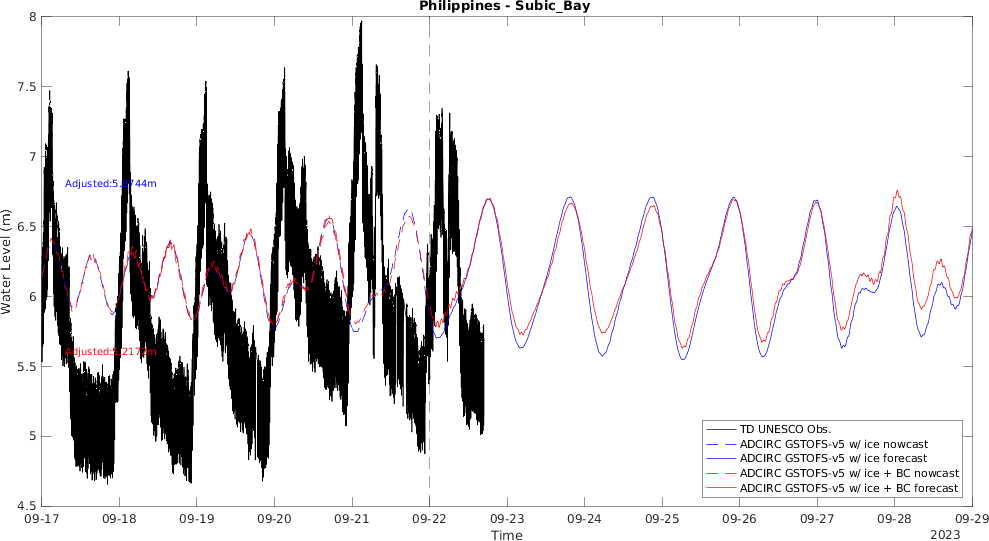 Philippines - Subic_Bay
Water Level (m)
8
7.5
7
6.5
6
5.5
5
4.5
Adjusted: 744m
Adjusted: 217 m
TD UNESCO Obs.
ADCIRC GSTOFS-v5 w/ ice nowcast
ADCIRC GSTOFS-v5 w/ ice forecast
ADCIRC GSTOFS-v5 w/ ice + BC nowcast
ADCIRC GSTOFS-v5 w/ ice + BC forecast
09-17 09-18 09-19 09-20 09-21 09-22 09-23 09-24 09-25 09-26 09-27 09-28 09-29
Time
2023